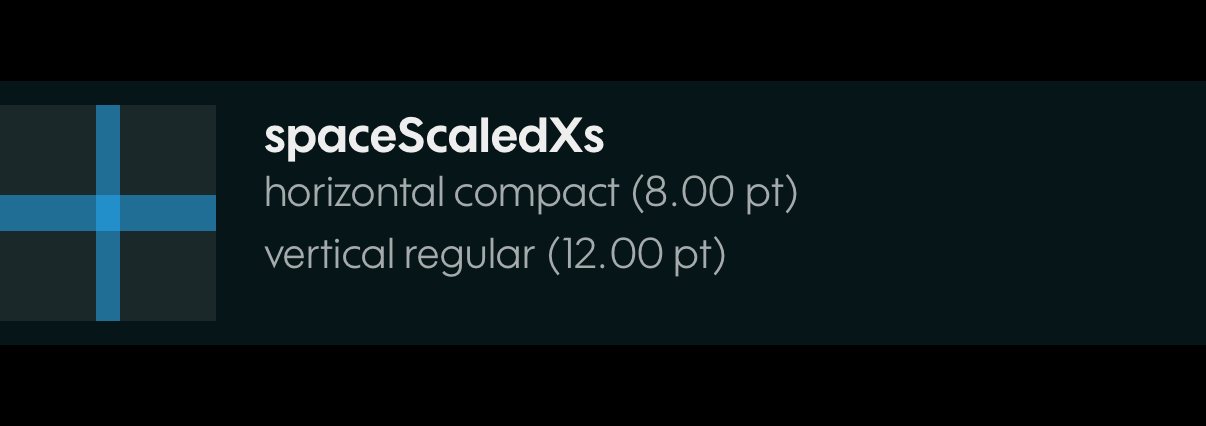 spaceScaledXs
horizontal compact (8.00 pt)
vertical regular (12.00 pt)